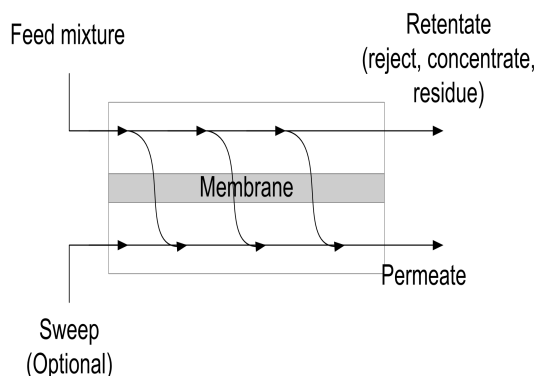 Feed mixture
Retentate
(reject, concentrate,
residue)
Membrane
Permeate
Sweep
(Optional)